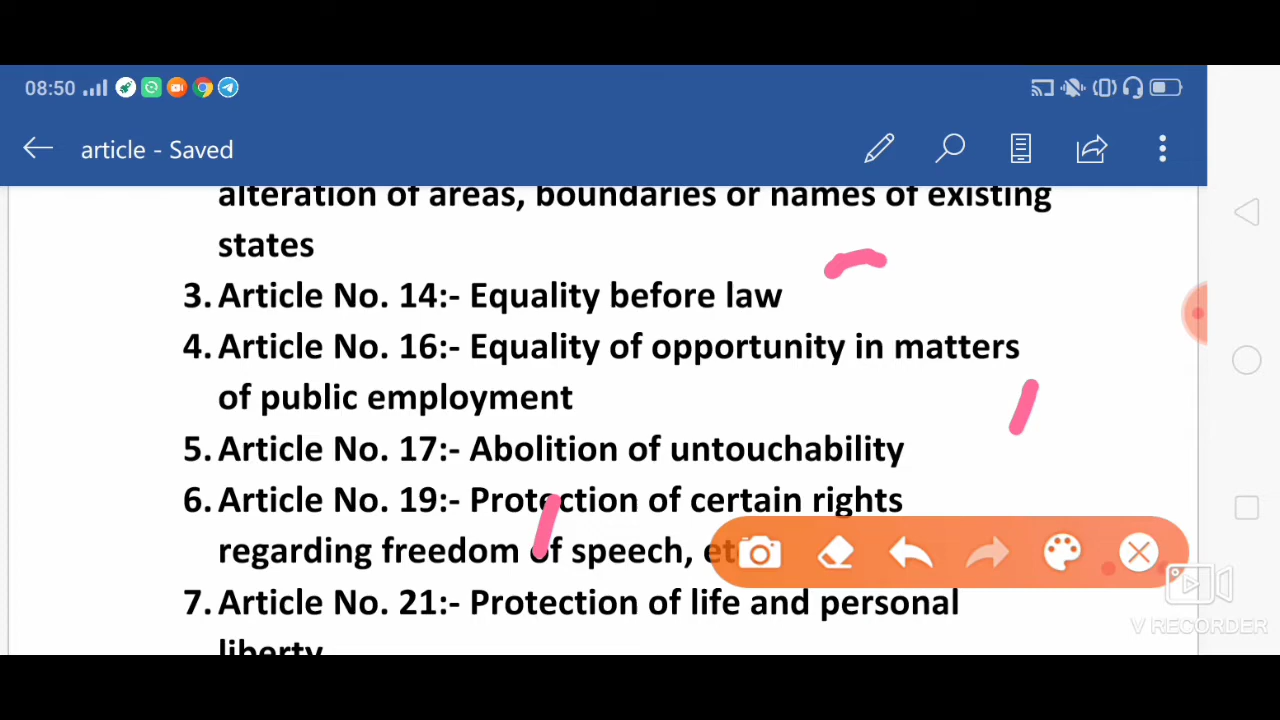 08:50
article - Saved
alteration of areas, boundaries or names of existing
states
3. Article No. 14:- Equality before law
4. Article No. 16:- Equality of opportunity in matters
of public employment
5. Article No. 17:- Abolition of untouchability
6. Article No. 19:- Protection of certain rights
regarding freedom of speech,
7. Article No. 21:- Protection of life and personal
liberty
V RECORDER